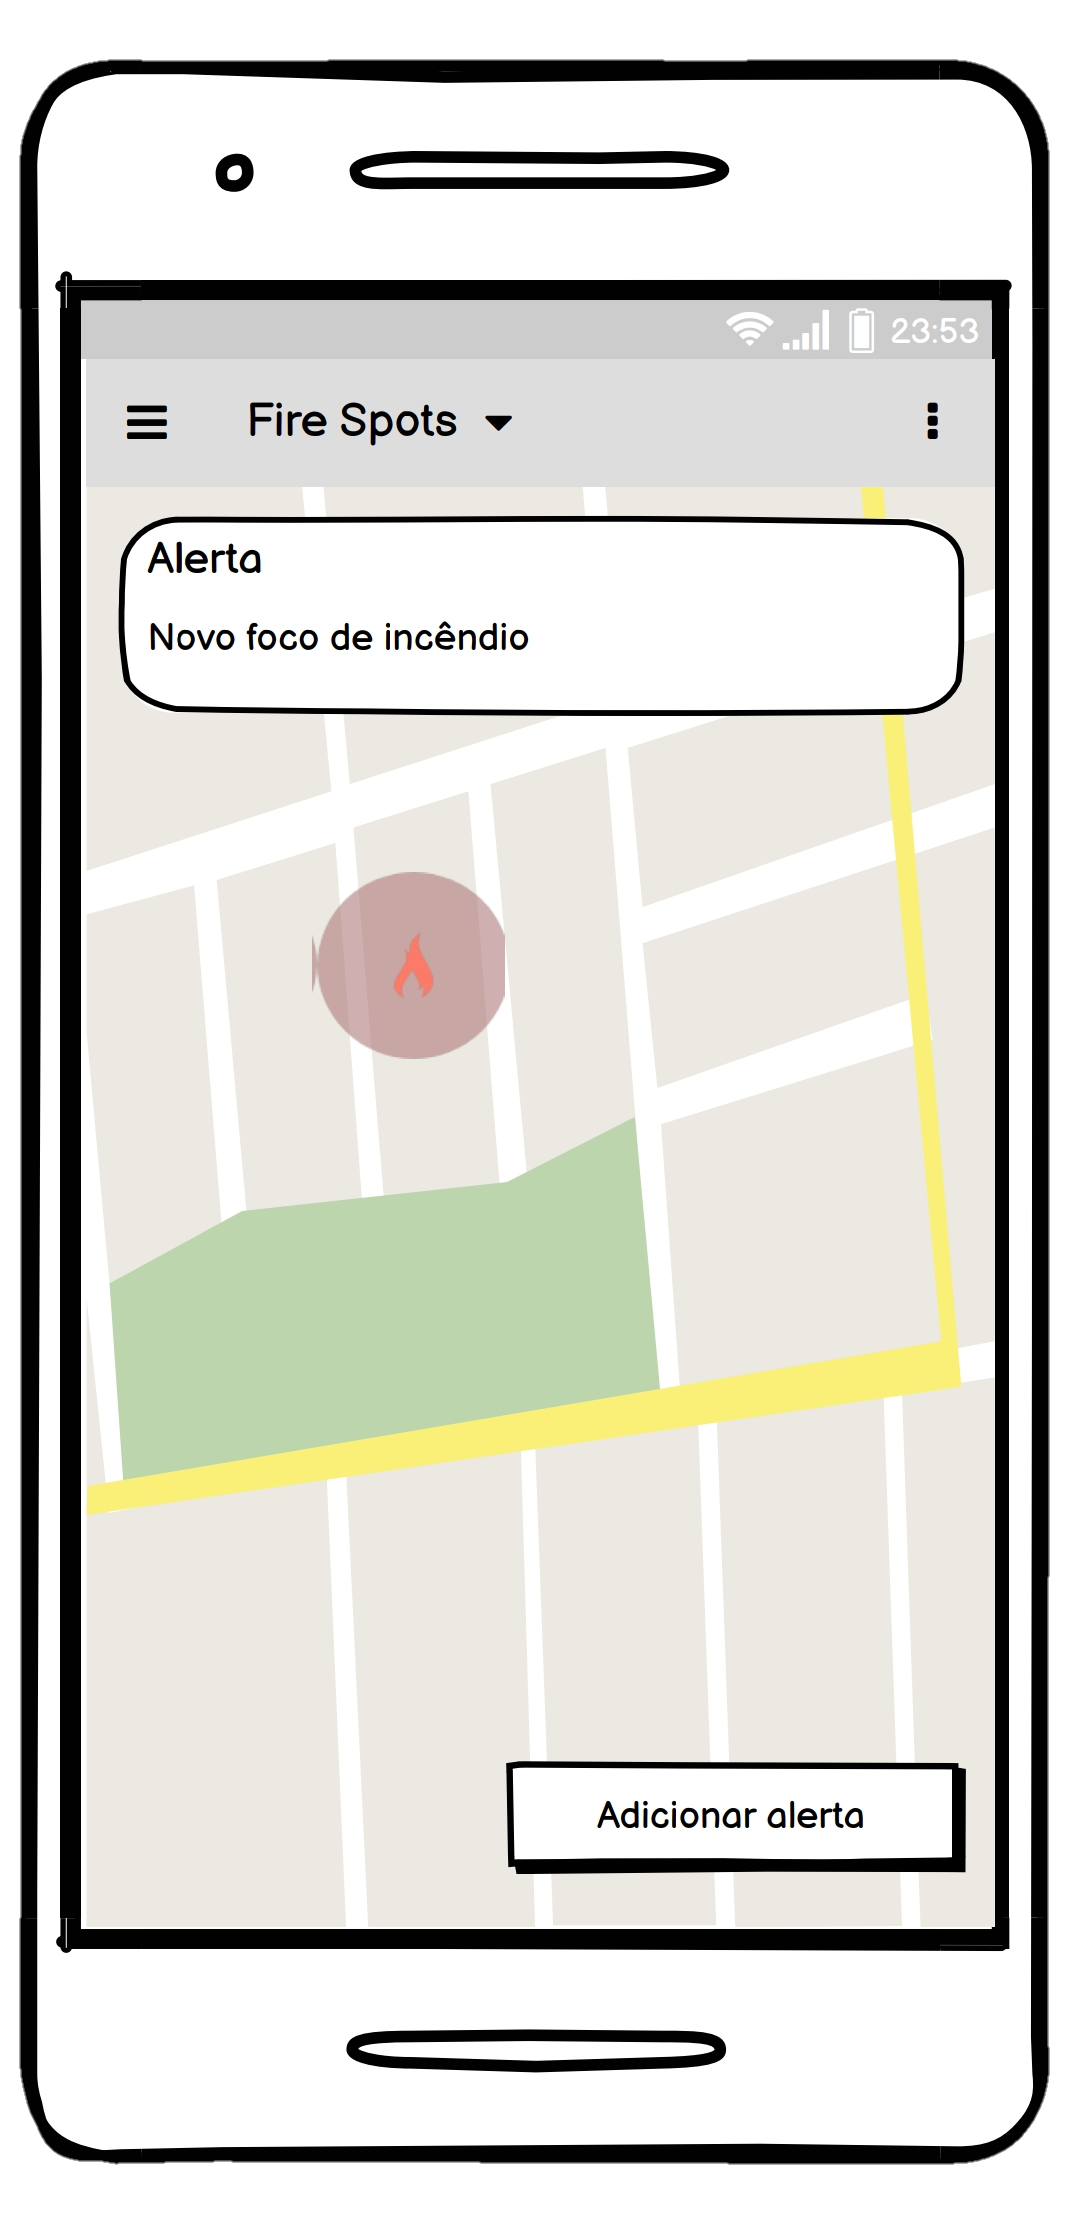 23:53
Fire Spots
Alerta
Novo foco de incêndio
Adicionar alerta